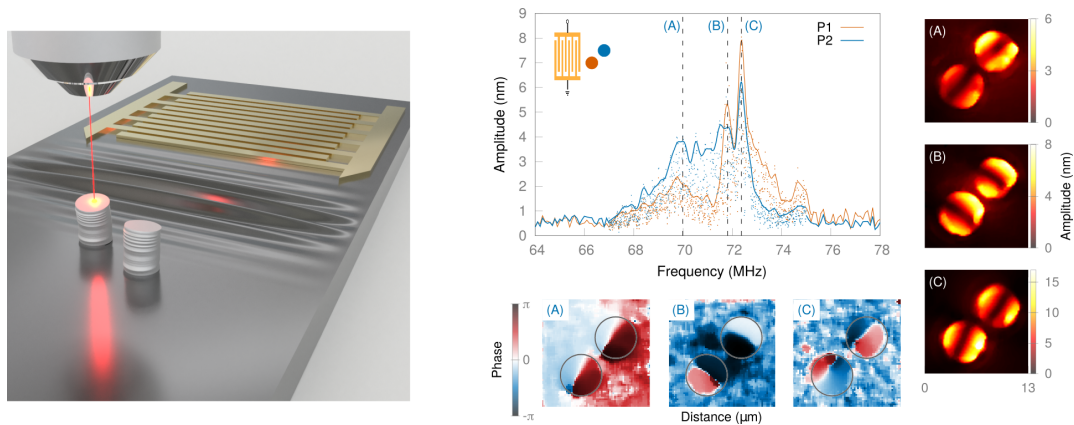 (A)
(B)
(C)
P1
P2
9
8
7
6
5
4
3
2
1
0
Amplitude (nm)
64
66
68
70
72
74
76
78
Frequency (MHz)
(A)
6
3
0
(B)
8
4
0
Amplitude (nm)
(C)
15
10
5
0
0
13
Phase
π
0
-π
(A)
(B)
(C)
Distance (μm)